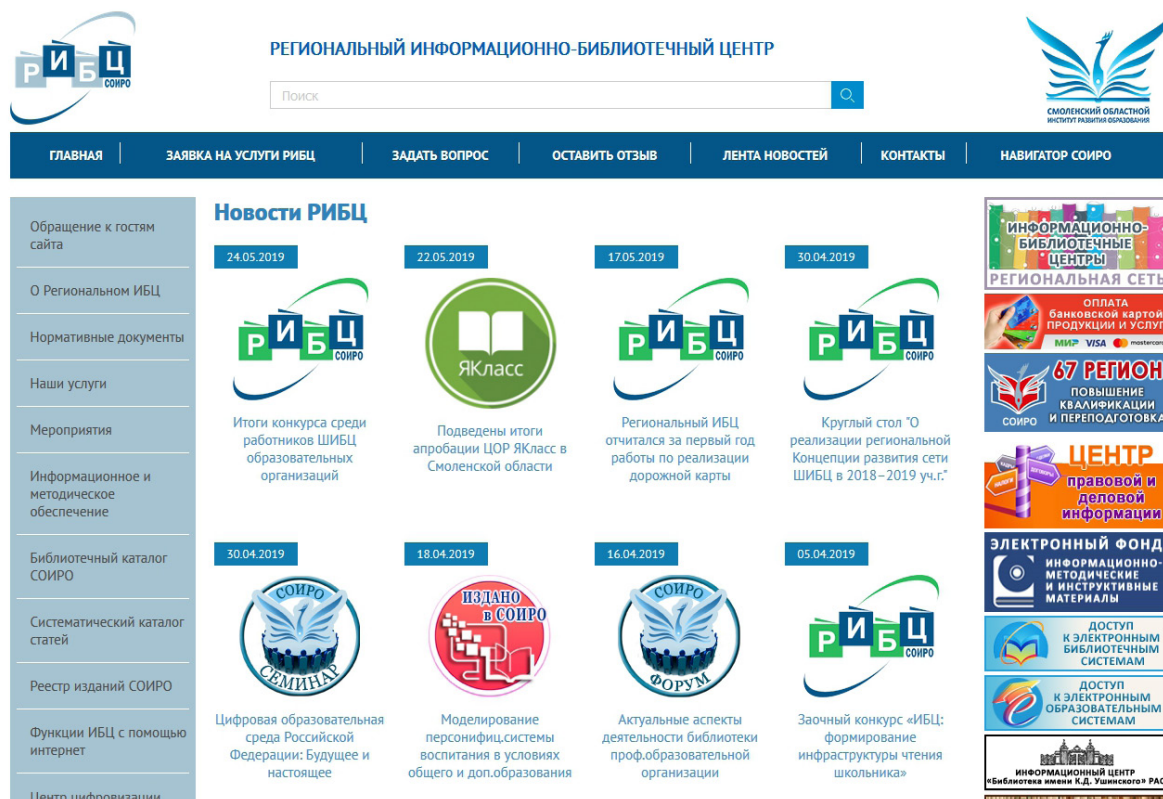 РИБЦ
СОИРО
РЕГИОНАЛЬНЫЙ ИНФОРМАЦИОННО-БИБЛИОТЕЧНЫЙ ЦЕНТР
Поиск
СМОЛЕНСКИЙ ОБЛАСТНОЙ
ИНСТИТУТ РАЗВИТИЯ ОБРАЗОВАНИЯ
ГЛАВНАЯ
ЗАЯВКА НА УСЛУГИ РИБЦ
ЗАДАТЬ ВОПРОС
ОСТАВИТЬ ОТЗЫВ
ЛЕНТА НОВОСТЕЙ
КОНТАКТЫ
НАВИГАТОР СОИРО
Обращение к гостям
сайта
О Региональном ИБЦ
Нормативные документы
Наши услуги
Мероприятия
Информационное и
методическое
обеспечение
Библиотечный каталог
СОИРО
Систематический каталог
статей
Реестр изданий СОИРО
Функции ИБЦ с помощью
интернет
Центр цифровизации
Новости РИБЦ
24.05.2019
РИБЦ
СОИРО
Итоги конкурса среди
работников ШИБЦ
образовательных
организаций
22.05.2019
ЯКласс
Подведены итоги
апробации ЦОР ЯКласс в
Смоленской области
17.05.2019
РИБЦ
СОИРО
Региональный ИБЦ
отчитался за первый год
работы по реализации
дорожной карты
30.04.2019
РИБЦ
СОИРО
Круглый стол "О
реализации региональной
Концепции развития сети
ШИБЦ в 2018–2019 уч.г."
30.04.2019
СОИРО
СЕМИНАР
Цифровая образовательная
среда Российской
Федерации: Будущее и
настоящее
18.04.2019
ИЗДАНО
в СОИРО
Моделирование
персонифиц.системы
воспитания в условиях
общего и доп.образования
16.04.2019
СОИРО
ФОРУМ
Актуальные аспекты
деятельности библиотеки
проф.образовательной
организации
05.04.2019
РИБЦ
СОИРО
Заочный конкурс «ИБЦ:
формирование
инфраструктуры чтения
школьника»
ИНФОРМАЦИОННО-
БИБЛИОТЕЧНЫЕ
ЦЕНТРЫ
РЕГИОНАЛЬНАЯ СЕТЬ
ОПЛАТА
банковской картой
ПРОДУКЦИИ И УСЛУГ
МИР VISA mastercard
67 РЕГИОН
ПОВЫШЕНИЕ
КВАЛИФИКАЦИИ
И ПЕРЕПОДГОТОВКА
СОИРО
ЦЕНТР
правовой и
деловой
информации
ЭЛЕКТРОННЫЙ ФОНД
ИНФОРМАЦИОННО-
МЕТОДИЧЕСКИЕ
И ИНСТРУКТИВНЫЕ
МАТЕРИАЛЫ
ДОСТУП
К ЭЛЕКТРОННЫМ
БИБЛИОТЕЧНЫМ
СИСТЕМАМ
ДОСТУП
К ЭЛЕКТРОННЫМ
ОБРАЗОВАТЕЛЬНЫМ
СИСТЕМАМ
ИНФОРМАЦИОННЫЙ ЦЕНТР
«Библиотека имени К.Д. Ушинского» РАО